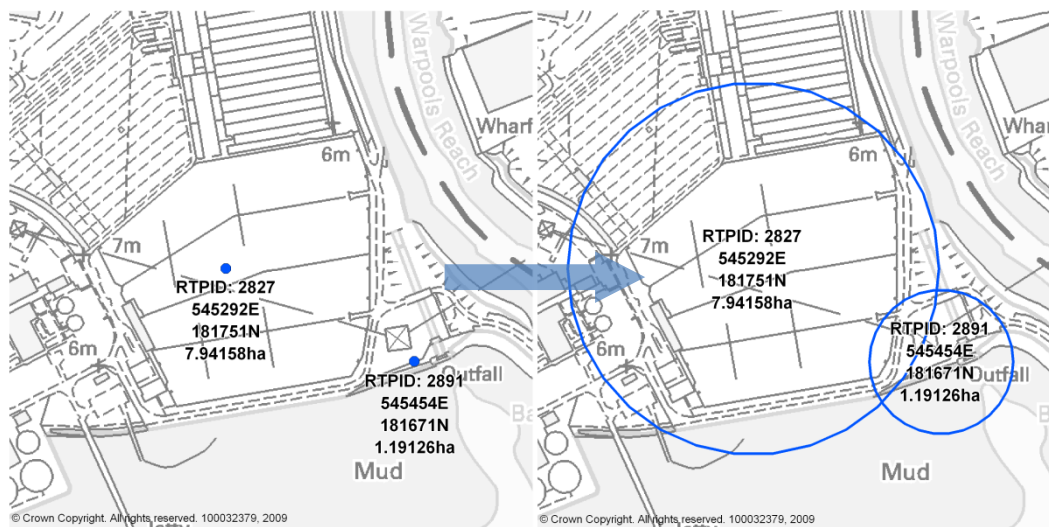 Warpools Reach
Wharf
6m
7m
RTPID: 2827
545292E
181751N
7.94158ha
6m
RTPID: 2891
545454E
181671N
1.19126ha
Outfall
Mud
Jetty
© Crown Copyright. All rights reserved. 100032379, 2009
Warpools Reach
Wharf
6m
7m
RTPID: 2827
545292E
181751N
7.94158ha
6m
RTPID: 2891
545454E
181671N
1.19126ha
Outfall
Mud
© Crown Copyright. All rights reserved. 100032379, 2009